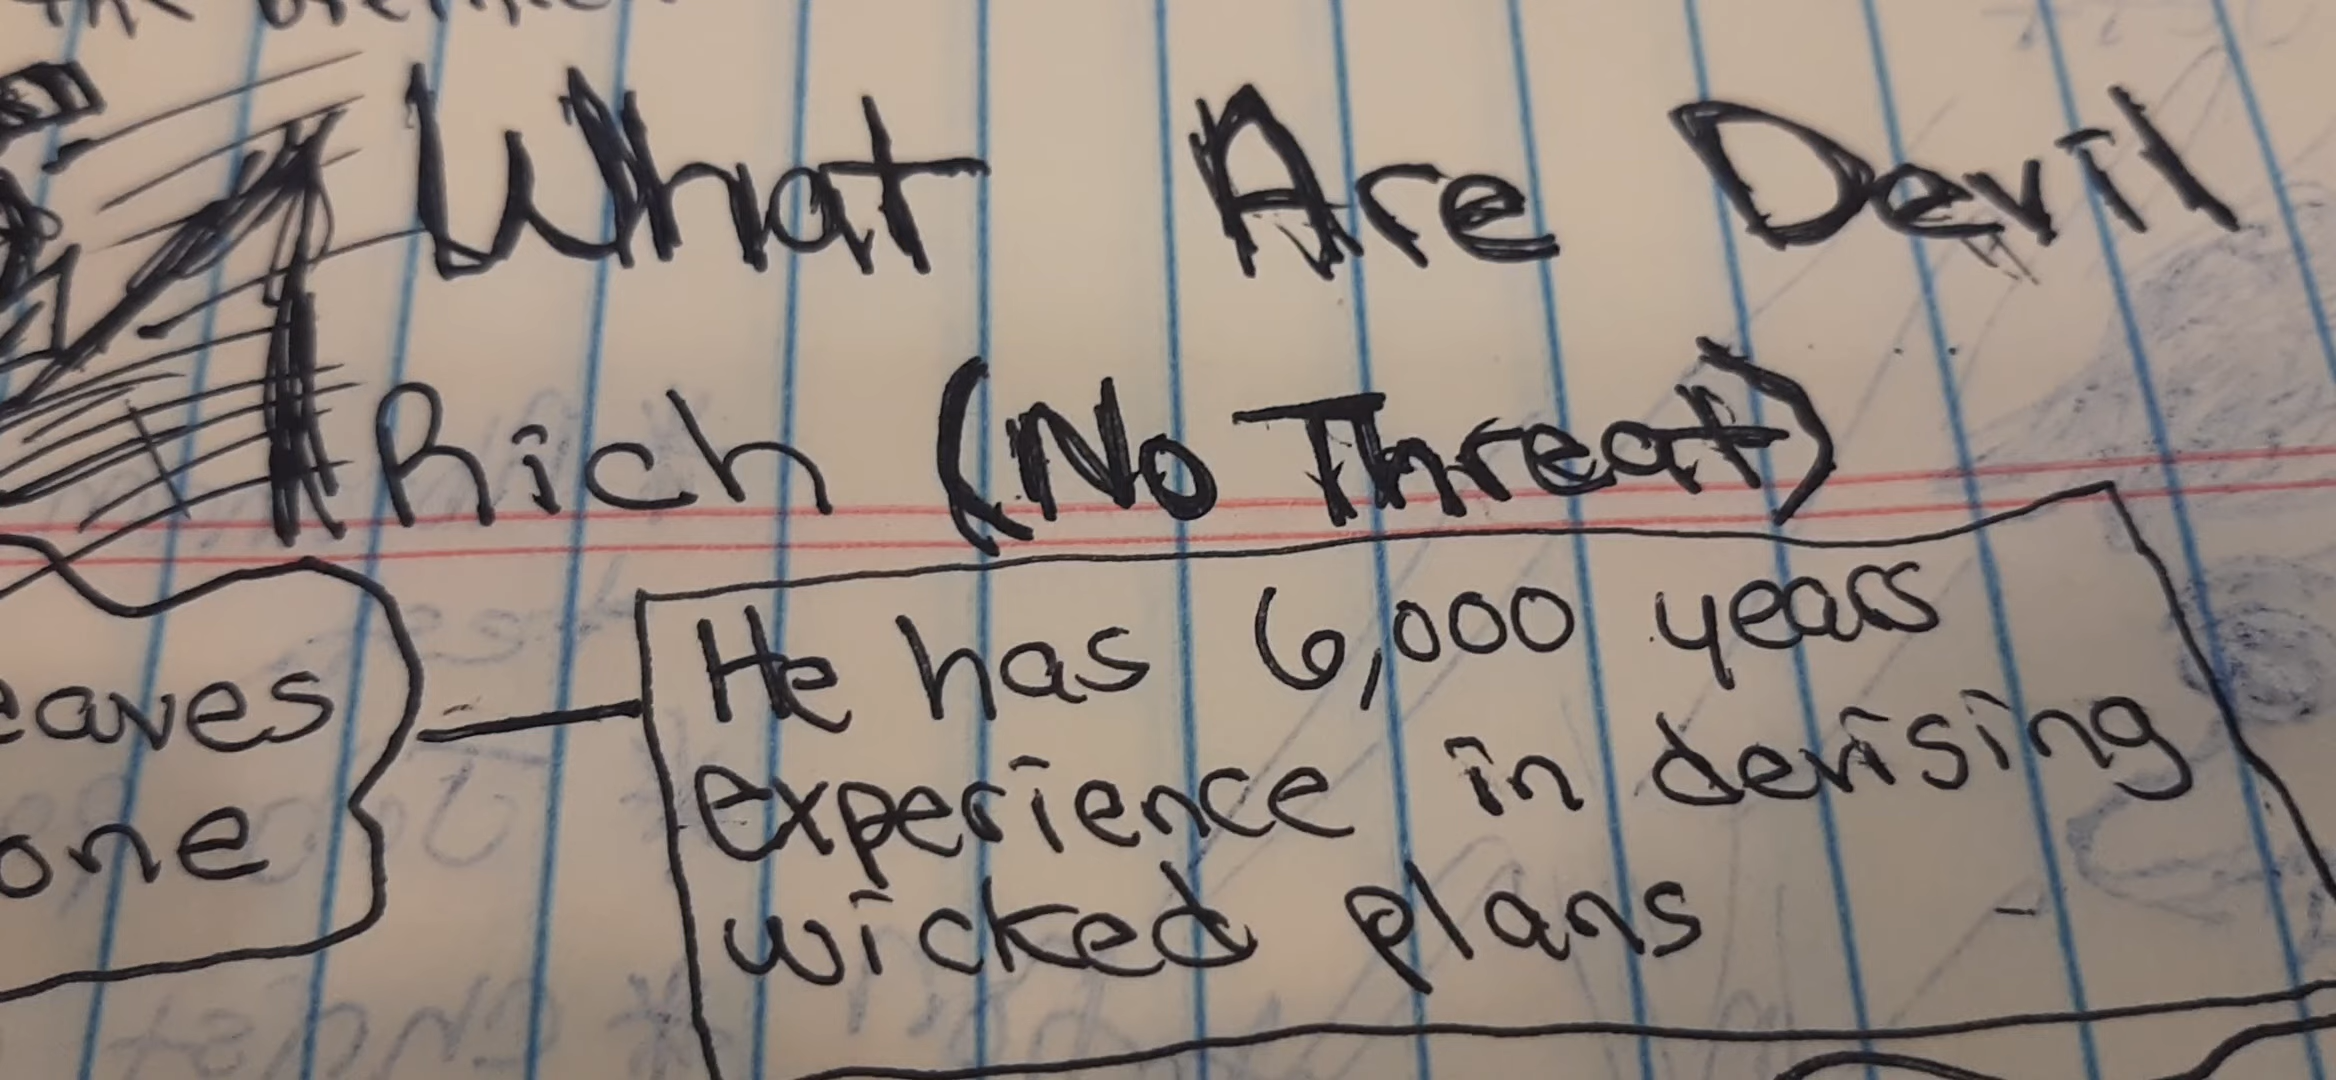 What Are Devil
Rich (No Threat)
He has 6,000 years
eaves
experience in devising
one
wicked plans